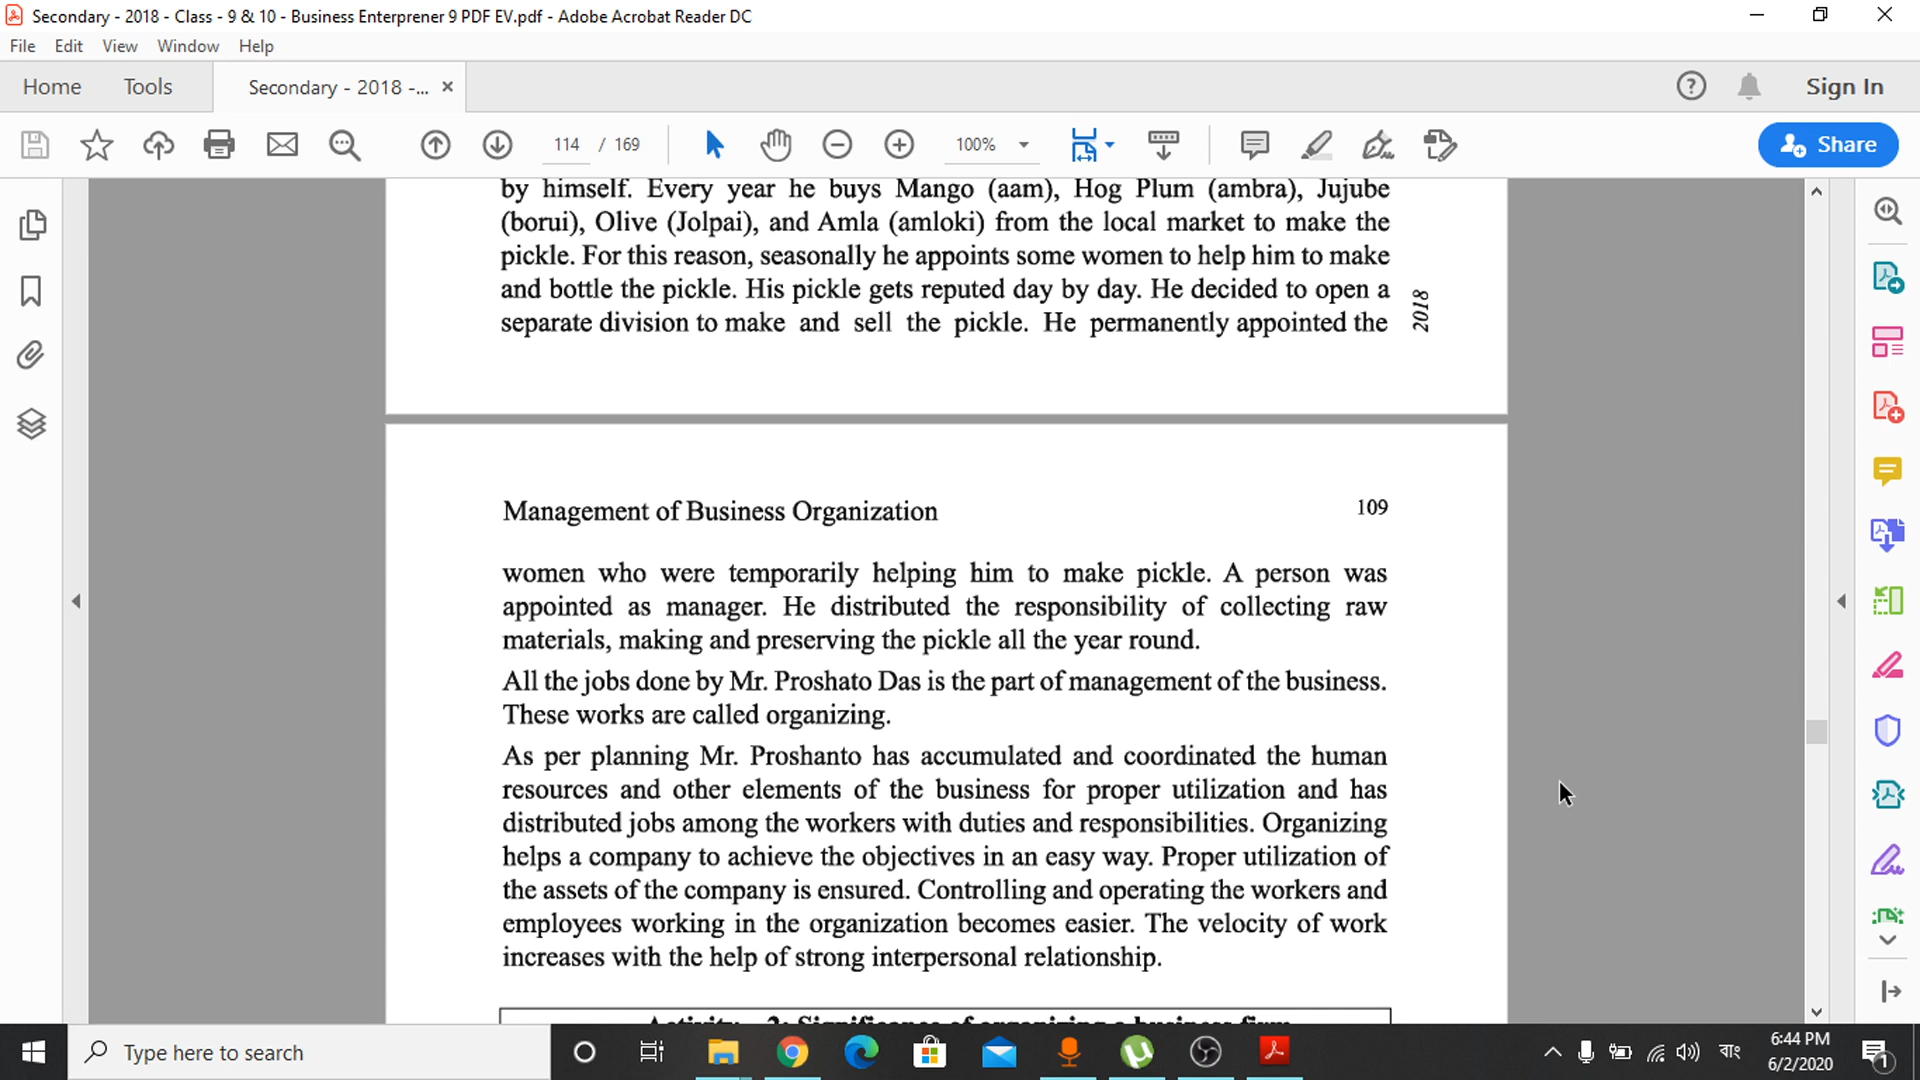 Secondary - 2018 - Class - 9 & 10 - Business Enterprener 9 PDF EV.pdf - Adobe Acrobat Reader DC
File Edit View Window Help
Home Tools Secondary - 2018 -... × Sign In
114 / 169 100% Share
by himself. Every year he buys Mango (aam), Hog Plum (ambra), Jujube
(borui), Olive (Jolpai), and Amla (amloki) from the local market to make the
pickle. For this reason, seasonally he appoints some women to help him to make
and bottle the pickle. His pickle gets reputed day by day. He decided to open a
separate division to make and sell the pickle. He permanently appointed the
2018
Management of Business Organization 109
women who were temporarily helping him to make pickle. A person was
appointed as manager. He distributed the responsibility of collecting raw
materials, making and preserving the pickle all the year round.
All the jobs done by Mr. Proshato Das is the part of management of the business.
These works are called organizing.
As per planning Mr. Proshanto has accumulated and coordinated the human
resources and other elements of the business for proper utilization and has
distributed jobs among the workers with duties and responsibilities. Organizing
helps a company to achieve the objectives in an easy way. Proper utilization of
the assets of the company is ensured. Controlling and operating the workers and
employees working in the organization becomes easier. The velocity of work
increases with the help of strong interpersonal relationship.
Activity - 2: Significance of organizing a business firm
Type here to search
বাং
6:44 PM
6/2/2020
1